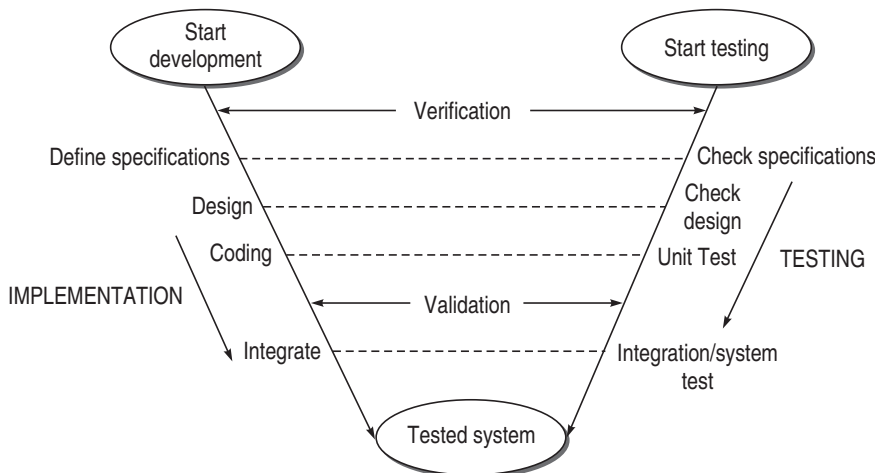 Start
development
Start testing
Verification
Define specifications
Check specifications
Design
Check
design
Coding
Unit Test
TESTING
IMPLEMENTATION
Validation
Integrate
Integration/system
test
Tested system